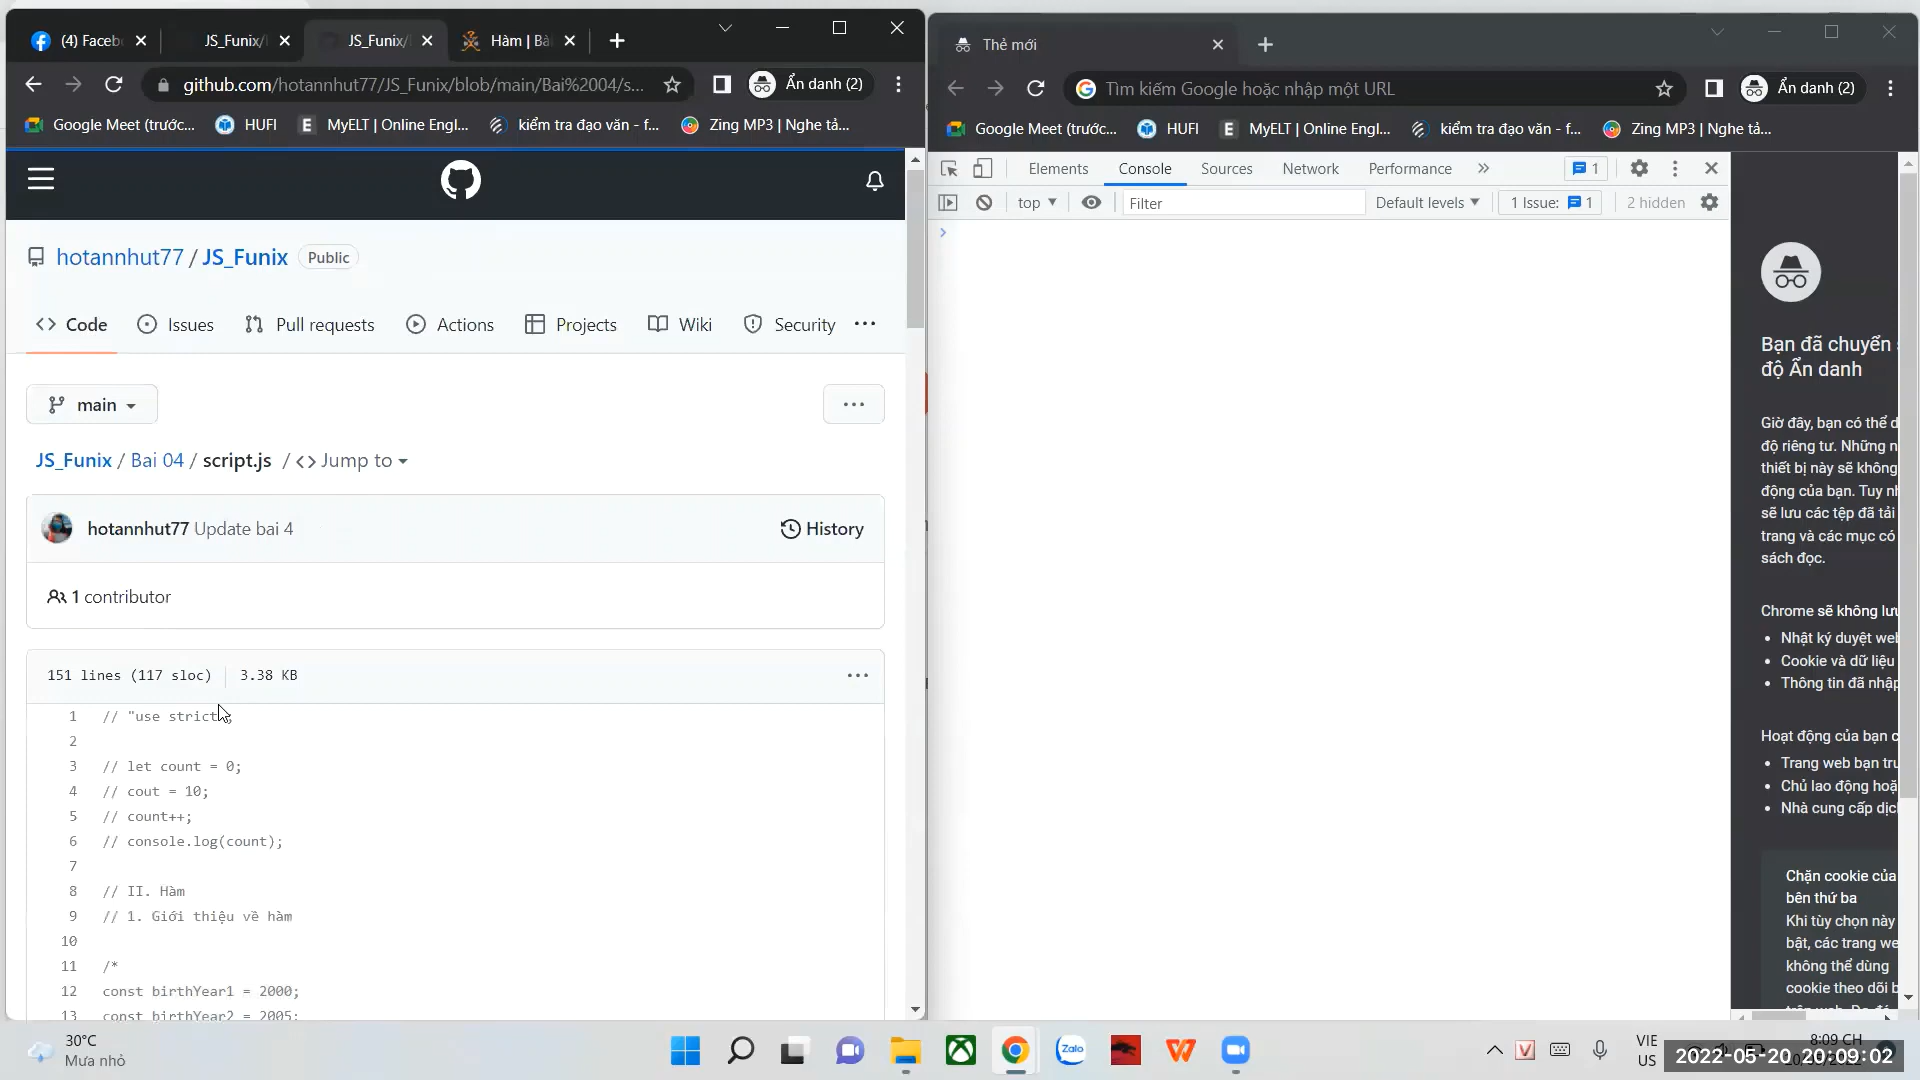 (4) Faceb
JS_Funix/
JS_Funix/
Hàm | Bà
github.com/hotannhut77/JS_Funix/blob/main/Bai%2004/s...
Ẩn danh (2)
Google Meet (trước...
HUFI
MyELT | Online Engl...
kiểm tra đạo văn - f...
Zing MP3 | Nghe tả...
hotannhut77 / JS_Funix
Public
Code
Issues
Pull requests
Actions
Projects
Wiki
Security
main
JS_Funix / Bai 04 / script.js / <> Jump to
hotannhut77 Update bai 4
History
1 contributor
151 lines (117 sloc)
3.38 KB
1 // "use strict
2
3 // let count = 0;
4 // cout = 10;
5 // count++;
6 // console.log(count);
7
8 // II. Hàm
9 // 1. Giới thiệu về hàm
10
11 /*
12 const birthYear1 = 2000;
13 const birthYear2 = 2005;
Thẻ mới
Tìm kiếm Google hoặc nhập một URL
Ẩn danh (2)
Google Meet (trước...
HUFI
MyELT | Online Engl...
kiểm tra đạo văn - f...
Zing MP3 | Nghe tả...
Elements
Console
Sources
Network
Performance
1
top
Filter
Default levels
1 Issue: 1
2 hidden
Bạn đã chuyển s
độ Ẩn danh
Giờ đây, bạn có thể d
độ riêng tư. Những n
thiết bị này sẽ không
động của bạn. Tuy nh
sẽ lưu các tệp đã tải
trang và các mục có
sách đọc.
Chrome sẽ không lưu
Nhật ký duyệt web
Cookie và dữ liệu
Thông tin đã nhập
Hoạt động của bạn c
Trang web bạn tru
Chủ lao động hoặ
Nhà cung cấp dịc
Chặn cookie của
bên thứ ba
Khi tùy chọn này
bật, các trang we
không thể dùng
cookie theo dõi b
30°C
Mưa nhỏ
Zalo
VIE
US
8:09 CH
2022-05-20 20:09:02